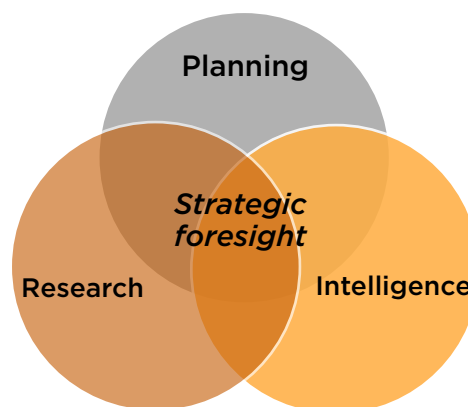 Planning
Strategic
foresight
Research
Intelligence